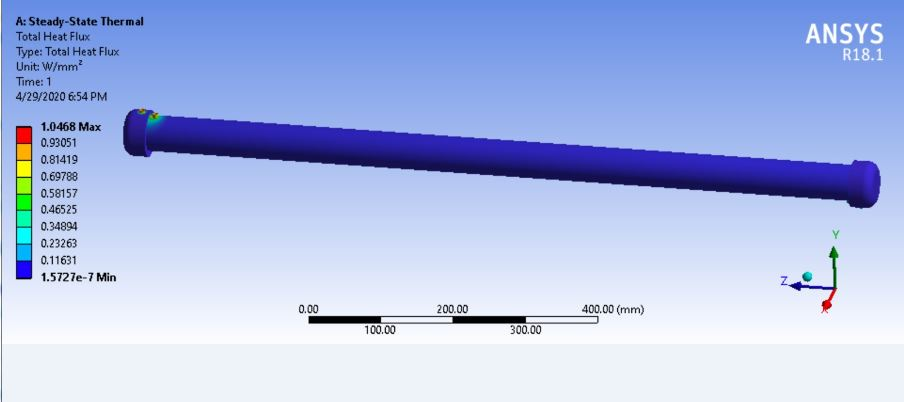 A: Steady-State Thermal
Total Heat Flux
Type: Total Heat Flux
Unit: W/mm²
Time: 1
4/29/2020 6:54 PM
ANSYS
R18.1
1.0468 Max
0.93051
0.81419
0.69788
0.58157
0.46525
0.34894
0.23263
0.11631
1.5727e-7 Min
Y
Z
X
0.00 200.00 400.00 (mm)
100.00 300.00